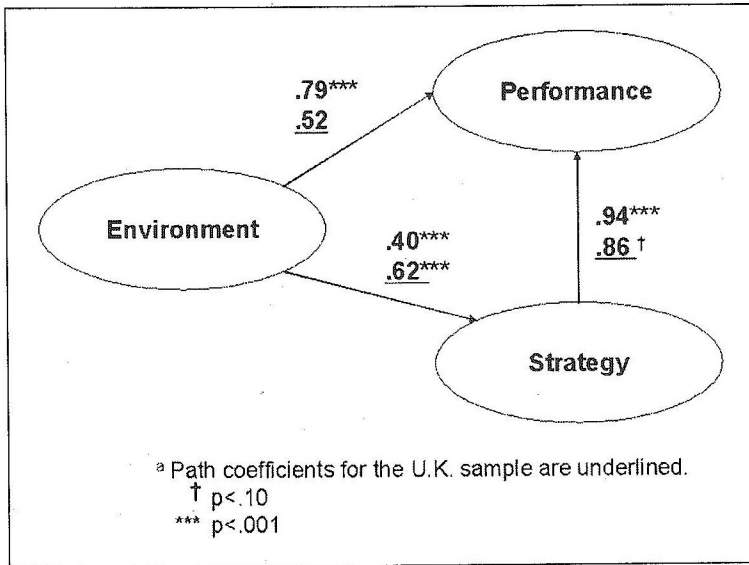 .79***
.52
Performance
Environment
.40***
.62***
.94***
.86 †
Strategy
ᵃ Path coefficients for the U.K. sample are underlined.
† p<.10
*** p<.001